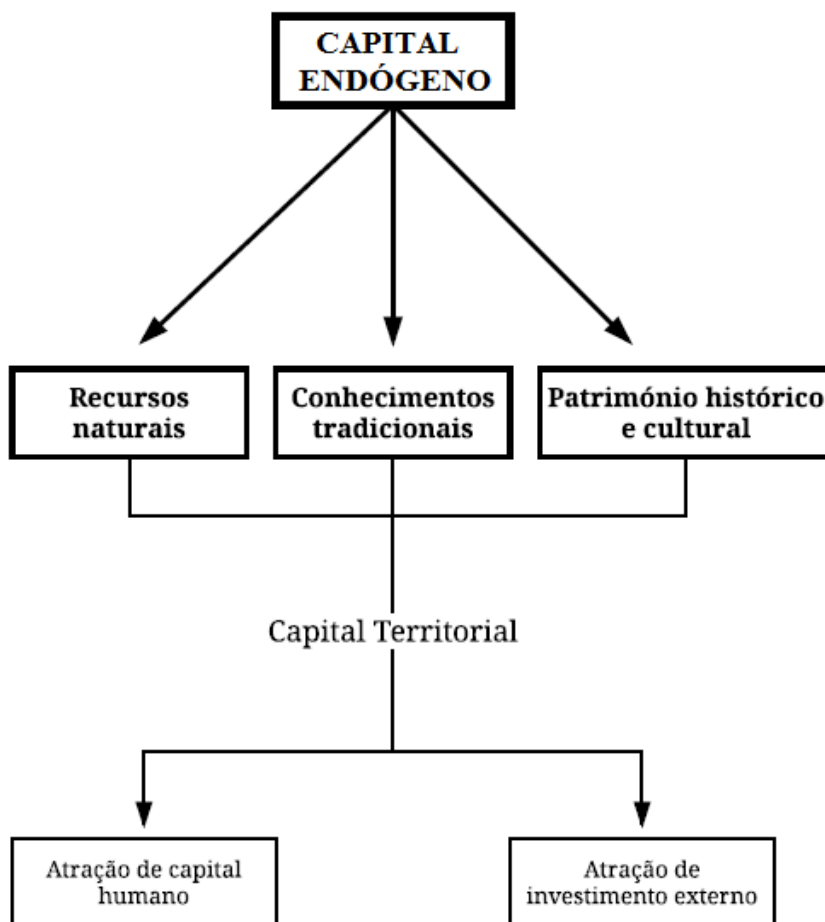 CAPITAL
ENDÓGENO
Recursos
naturais
Conhecimentos
tradicionais
Património histórico
e cultural
Capital Territorial
Atração de capital
humano
Atração de
investimento externo